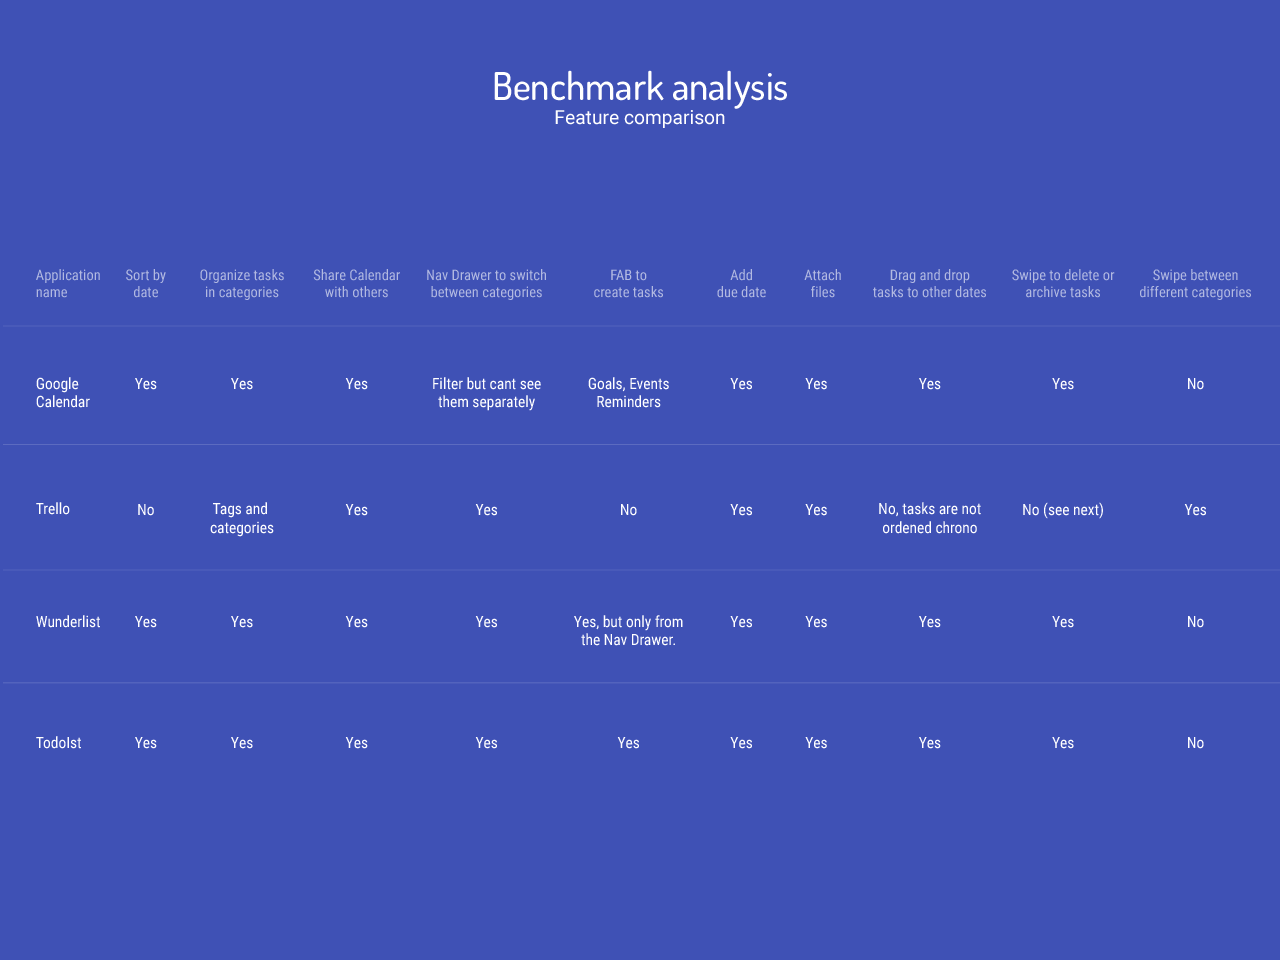 Benchmark analysis
Feature comparison
Application name
Sort by date
Organize tasks in categories
Share Calendar with others
Nav Drawer to switch between categories
FAB to create tasks
Add due date
Attach files
Drag and drop tasks to other dates
Swipe to delete or archive tasks
Swipe between different categories
Google Calendar
Yes
Yes
Yes
Filter but cant see them separately
Goals, Events Reminders
Yes
Yes
Yes
Yes
No
Trello
No
Tags and categories
Yes
Yes
No
Yes
Yes
No, tasks are not ordened chrono
No (see next)
Yes
Wunderlist
Yes
Yes
Yes
Yes
Yes, but only from the Nav Drawer.
Yes
Yes
Yes
Yes
No
TodoIst
Yes
Yes
Yes
Yes
Yes
Yes
Yes
Yes
Yes
No